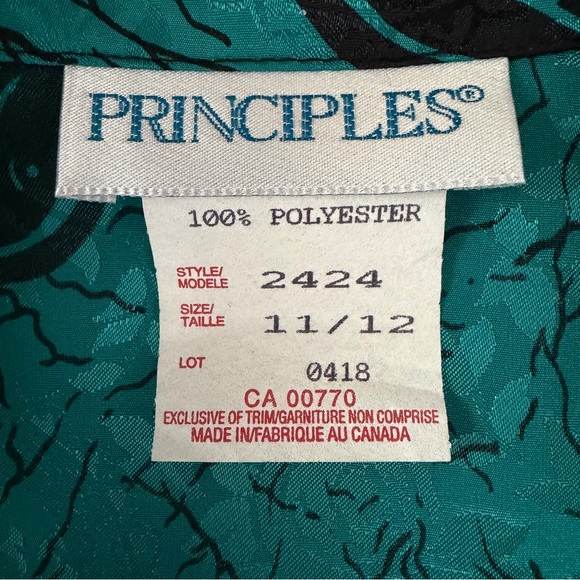 PRINCIPLES®
100% POLYESTER
STYLE/
MODELE 2424
SIZE/
TAILLE 11/12
LOT 0418
CA 00770
EXCLUSIVE OF TRIM/GARNITURE NON COMPRISE
MADE IN/FABRIQUE AU CANADA